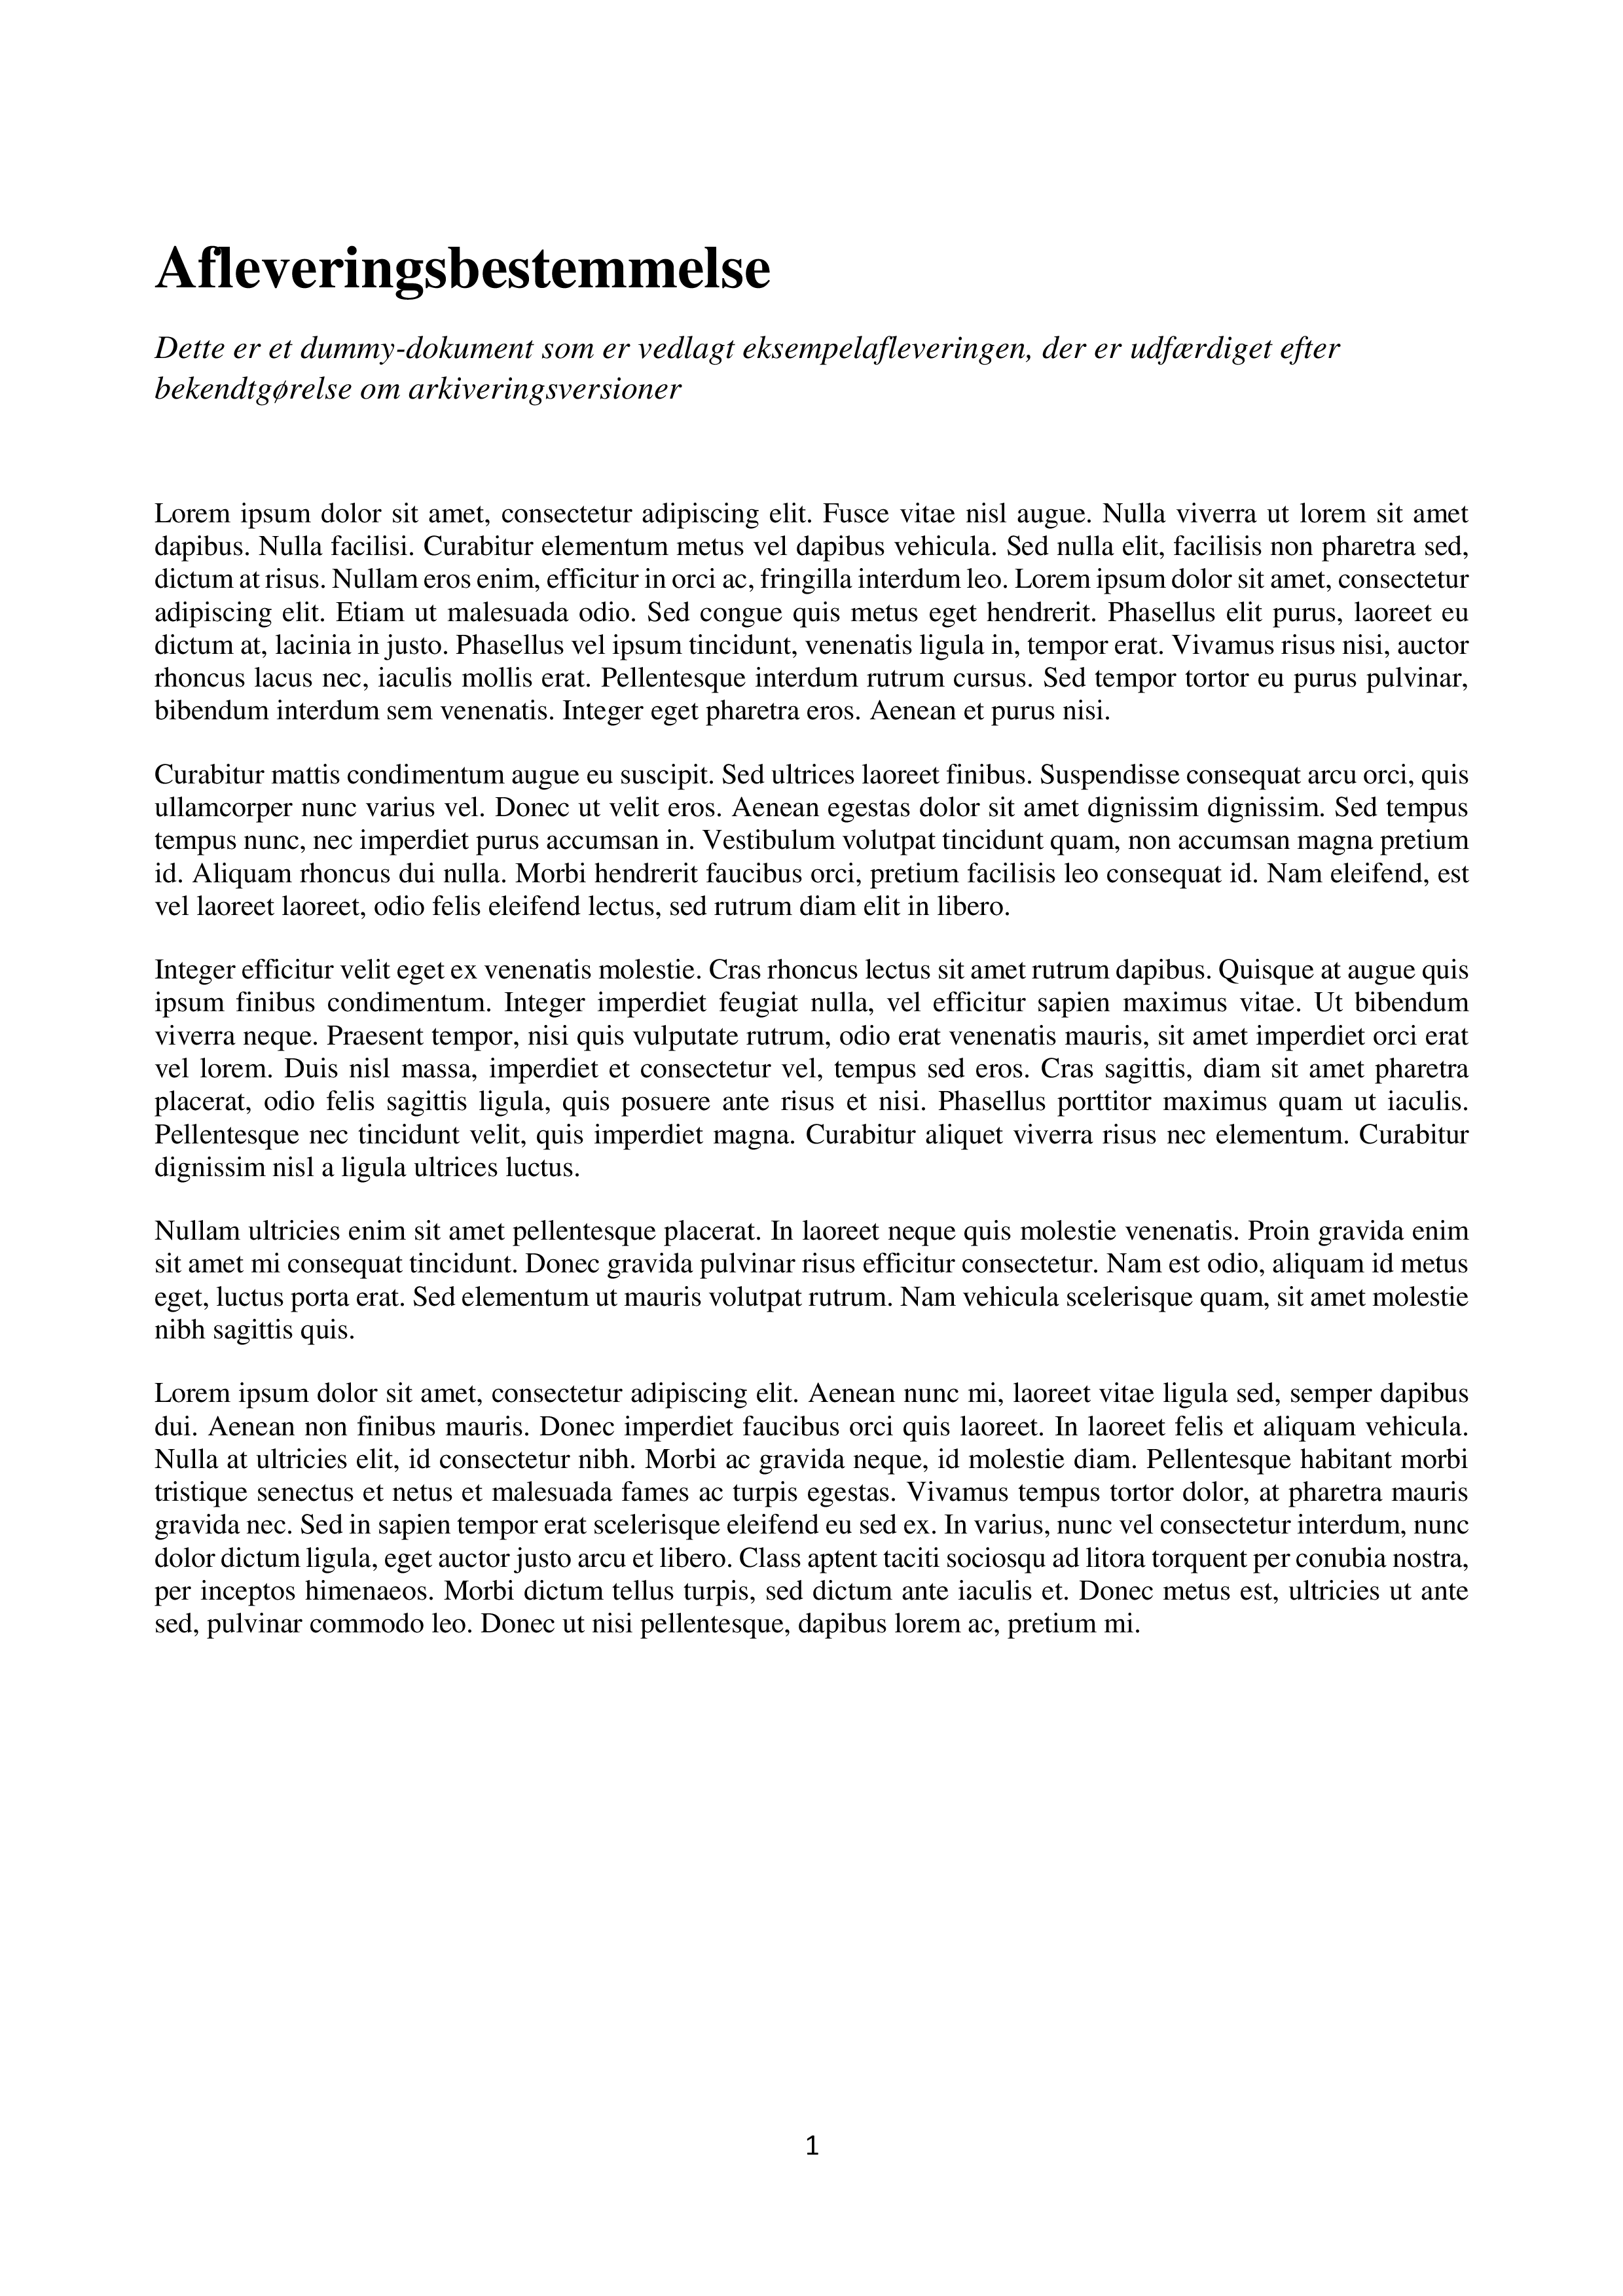 Afleveringsbestemmelse
Dette er et dummy-dokument som er vedlagt eksempelafleveringen, der er udfærdiget efter
bekendtgørelse om arkiveringsversioner
Lorem ipsum dolor sit amet, consectetur adipiscing elit. Fusce vitae nisl augue. Nulla viverra ut lorem sit amet
dapibus. Nulla facilisi. Curabitur elementum metus vel dapibus vehicula. Sed nulla elit, facilisis non pharetra sed,
dictum at risus. Nullam eros enim, efficitur in orci ac, fringilla interdum leo. Lorem ipsum dolor sit amet, consectetur
adipiscing elit. Etiam ut malesuada odio. Sed congue quis metus eget hendrerit. Phasellus elit purus, laoreet eu
dictum at, lacinia in justo. Phasellus vel ipsum tincidunt, venenatis ligula in, tempor erat. Vivamus risus nisi, auctor
rhoncus lacus nec, iaculis mollis erat. Pellentesque interdum rutrum cursus. Sed tempor tortor eu purus pulvinar,
bibendum interdum sem venenatis. Integer eget pharetra eros. Aenean et purus nisi.
Curabitur mattis condimentum augue eu suscipit. Sed ultrices laoreet finibus. Suspendisse consequat arcu orci, quis
ullamcorper nunc varius vel. Donec ut velit eros. Aenean egestas dolor sit amet dignissim dignissim. Sed tempus
tempus nunc, nec imperdiet purus accumsan in. Vestibulum volutpat tincidunt quam, non accumsan magna pretium
id. Aliquam rhoncus dui nulla. Morbi hendrerit faucibus orci, pretium facilisis leo consequat id. Nam eleifend, est
vel laoreet laoreet, odio felis eleifend lectus, sed rutrum diam elit in libero.
Integer efficitur velit eget ex venenatis molestie. Cras rhoncus lectus sit amet rutrum dapibus. Quisque at augue quis
ipsum finibus condimentum. Integer imperdiet feugiat nulla, vel efficitur sapien maximus vitae. Ut bibendum
viverra neque. Praesent tempor, nisi quis vulputate rutrum, odio erat venenatis mauris, sit amet imperdiet orci erat
vel lorem. Duis nisl massa, imperdiet et consectetur vel, tempus sed eros. Cras sagittis, diam sit amet pharetra
placerat, odio felis sagittis ligula, quis posuere ante risus et nisi. Phasellus porttitor maximus quam ut iaculis.
Pellentesque nec tincidunt velit, quis imperdiet magna. Curabitur aliquet viverra risus nec elementum. Curabitur
dignissim nisl a ligula ultrices luctus.
Nullam ultricies enim sit amet pellentesque placerat. In laoreet neque quis molestie venenatis. Proin gravida enim
sit amet mi consequat tincidunt. Donec gravida pulvinar risus efficitur consectetur. Nam est odio, aliquam id metus
eget, luctus porta erat. Sed elementum ut mauris volutpat rutrum. Nam vehicula scelerisque quam, sit amet molestie
nibh sagittis quis.
Lorem ipsum dolor sit amet, consectetur adipiscing elit. Aenean nunc mi, laoreet vitae ligula sed, semper dapibus
dui. Aenean non finibus mauris. Donec imperdiet faucibus orci quis laoreet. In laoreet felis et aliquam vehicula.
Nulla at ultricies elit, id consectetur nibh. Morbi ac gravida neque, id molestie diam. Pellentesque habitant morbi
tristique senectus et netus et malesuada fames ac turpis egestas. Vivamus tempus tortor dolor, at pharetra mauris
gravida nec. Sed in sapien tempor erat scelerisque eleifend eu sed ex. In varius, nunc vel consectetur interdum, nunc
dolor dictum ligula, eget auctor justo arcu et libero. Class aptent taciti sociosqu ad litora torquent per conubia nostra,
per inceptos himenaeos. Morbi dictum tellus turpis, sed dictum ante iaculis et. Donec metus est, ultricies ut ante
sed, pulvinar commodo leo. Donec ut nisi pellentesque, dapibus lorem ac, pretium mi.
1